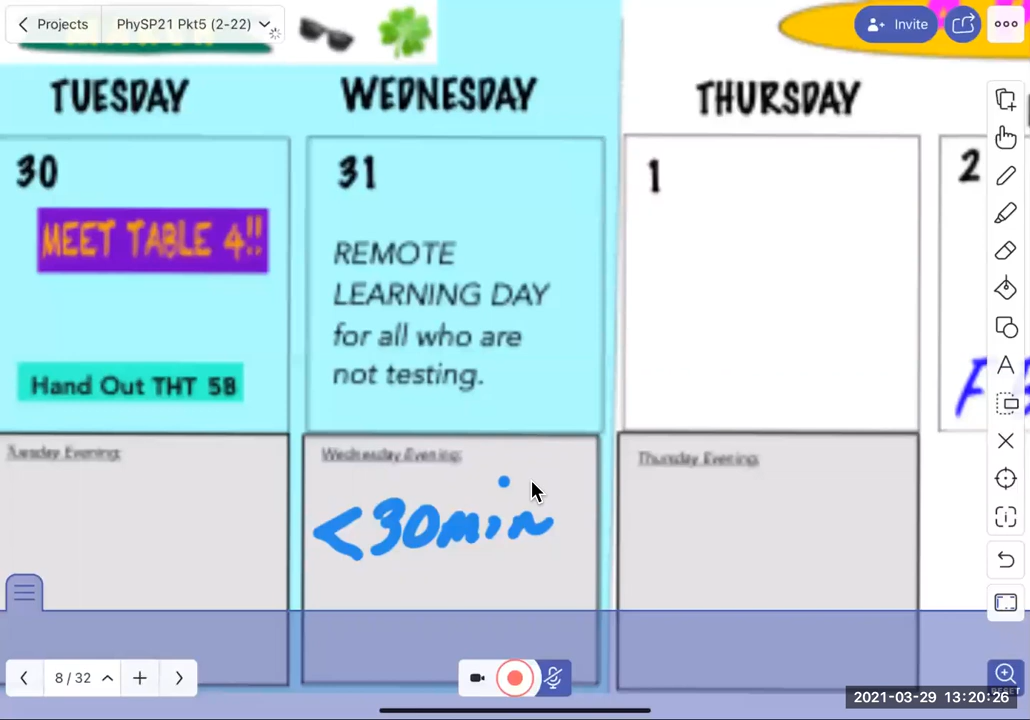 Projects
PhySP21 Pkt5 (2-22)
Invite
TUESDAY
WEDNESDAY
THURSDAY
30
MEET TABLE 4!!
Hand Out THT 5B
31
REMOTE
LEARNING DAY
for all who are
not testing.
1
2
Tuesday Evening:
Wednesday Evening:
<30min
Thursday Evening:
8 / 32
2021-03-29 13:20:26